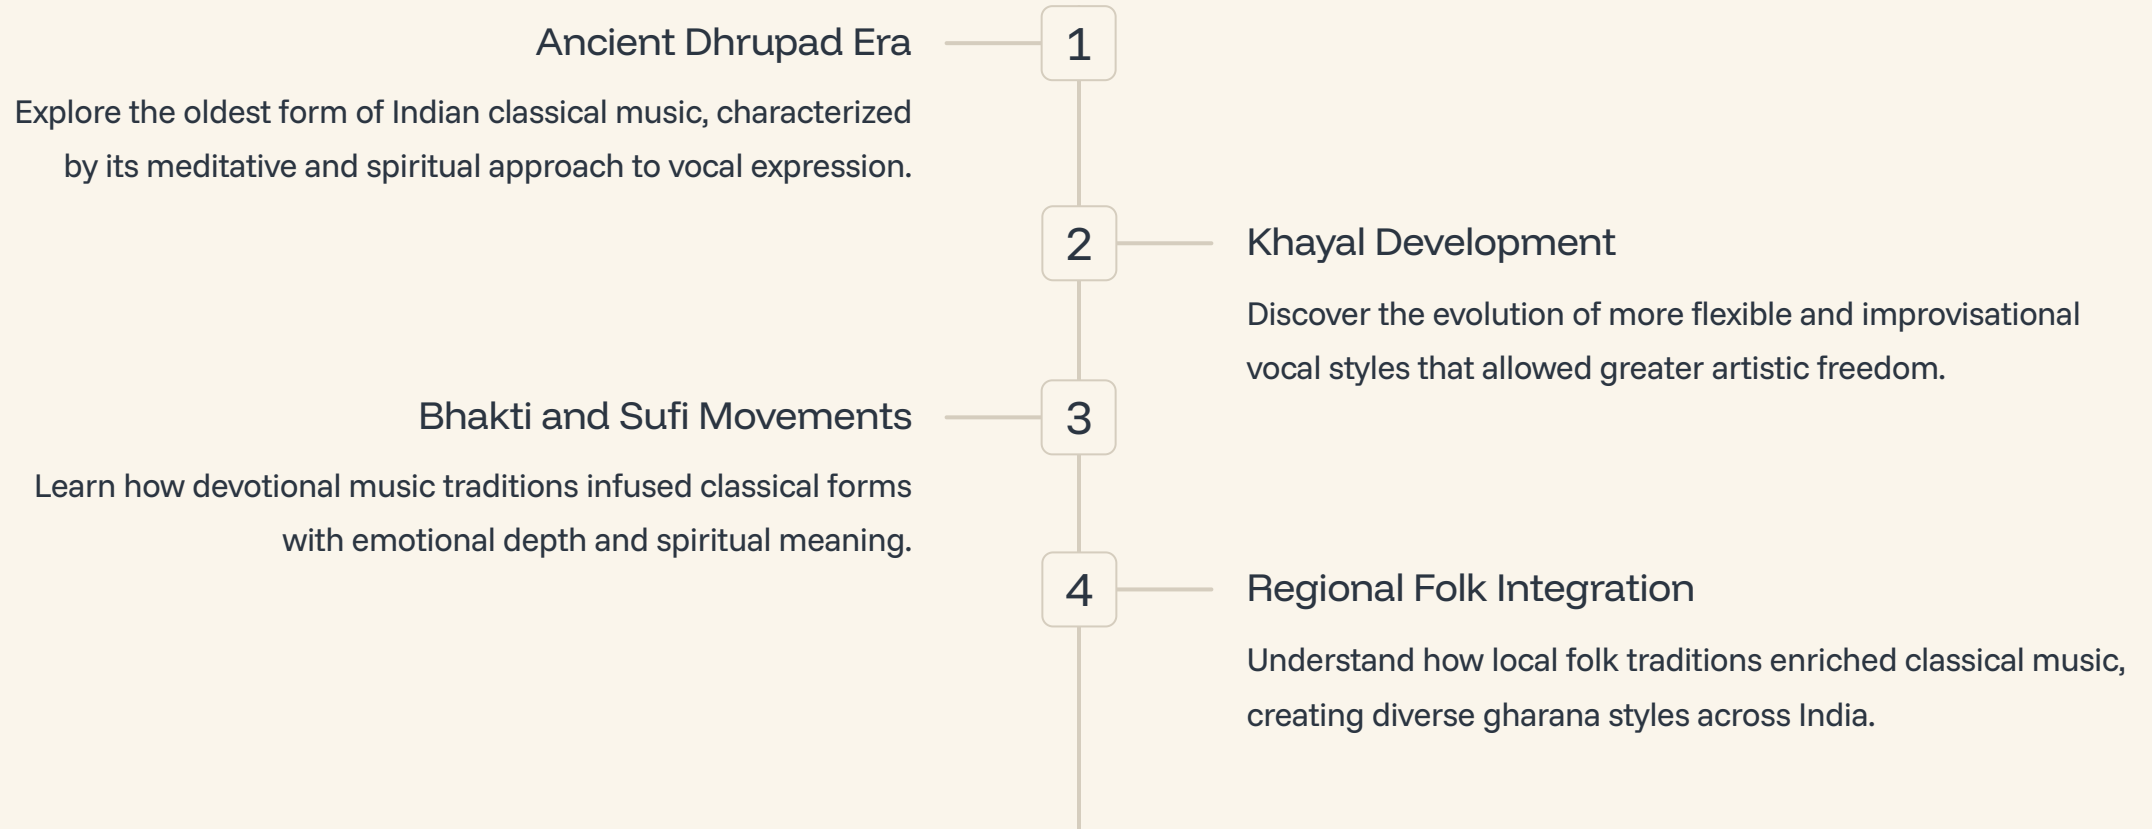 Ancient Dhrupad Era
1
Explore the oldest form of Indian classical music, characterized
by its meditative and spiritual approach to vocal expression.
2
Khayal Development
Discover the evolution of more flexible and improvisational
vocal styles that allowed greater artistic freedom.
Bhakti and Sufi Movements
3
Learn how devotional music traditions infused classical forms
with emotional depth and spiritual meaning.
4
Regional Folk Integration
Understand how local folk traditions enriched classical music,
creating diverse gharana styles across India.